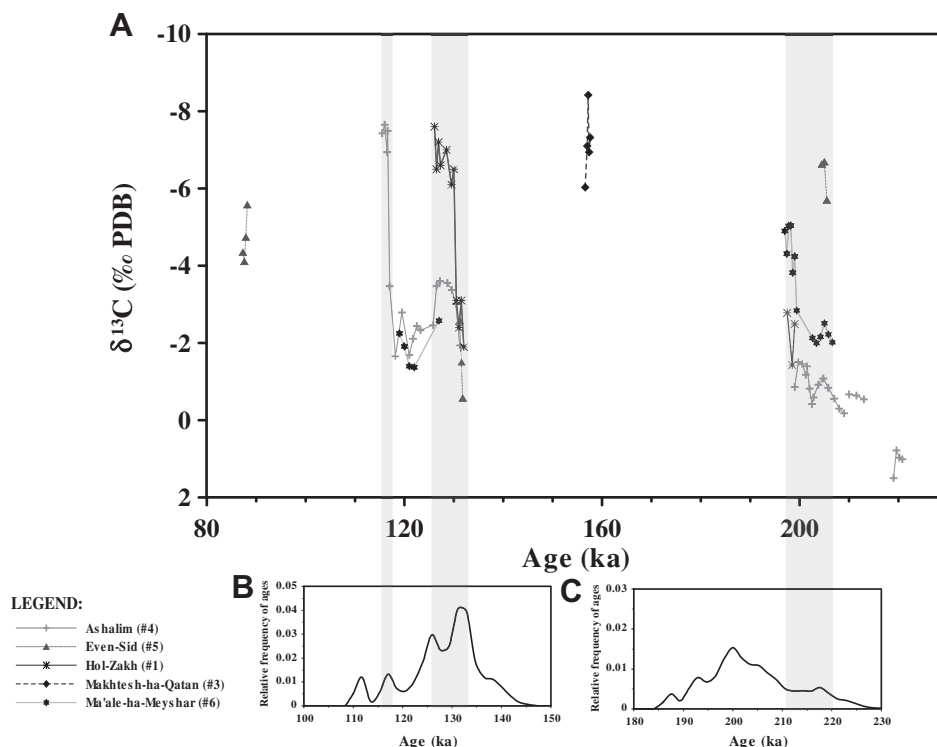 A
-10
-8
-6
-4
-2
0
2
δ¹³C (‰ PDB)
80 120 160 200
Age (ka)
LEGEND:
Ashalim (#4)
Even-Sid (#5)
Hol-Zakh (#1)
Makhtesh-ha-Qatan (#3)
Ma'ale-ha-Meyshar (#6)
B
Relative frequency of ages
0.05
0.04
0.03
0.02
0.01
0
100 110 120 130 140 150
Age (ka)
C
Relative frequency of ages
0.03
0.02
0.01
0
180 190 200 210 220 230
Age (ka)